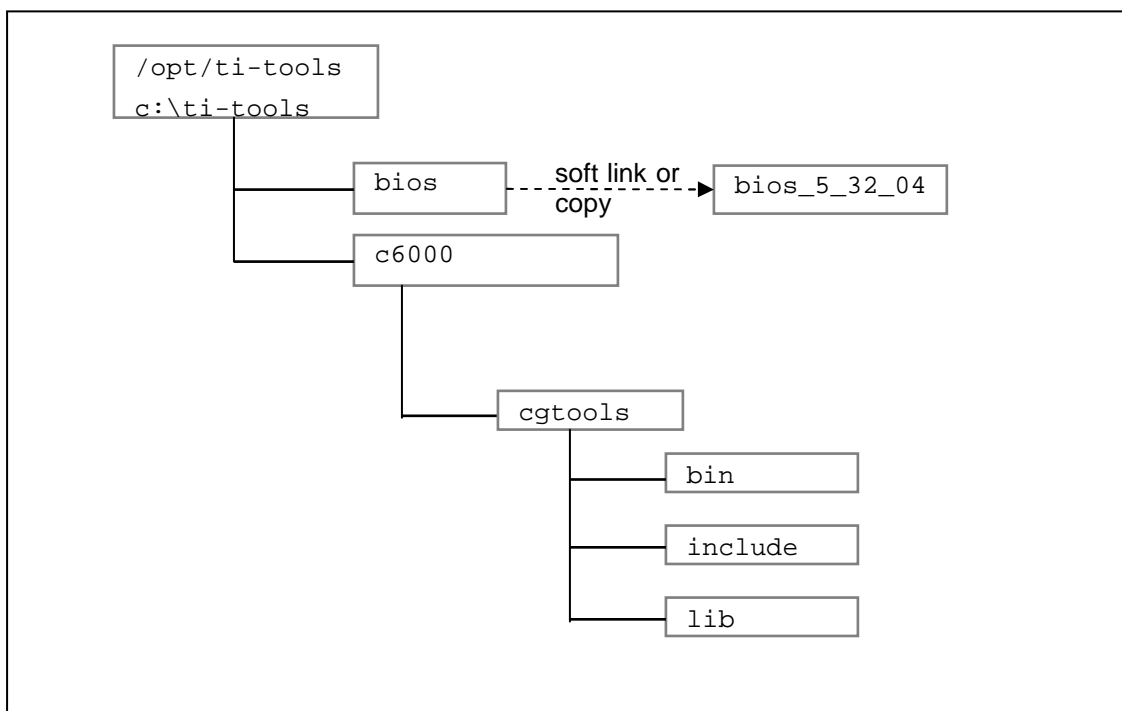 /opt/ti-tools
c:\ti-tools
bios
soft link or
copy
bios_5_32_04
c6000
cgtools
bin
include
lib